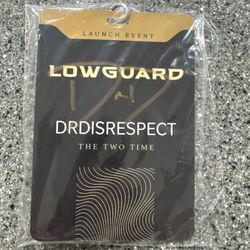 LAUNCH EVENT
LOWGUARD
DRDISRESPECT
THE TWO TIME